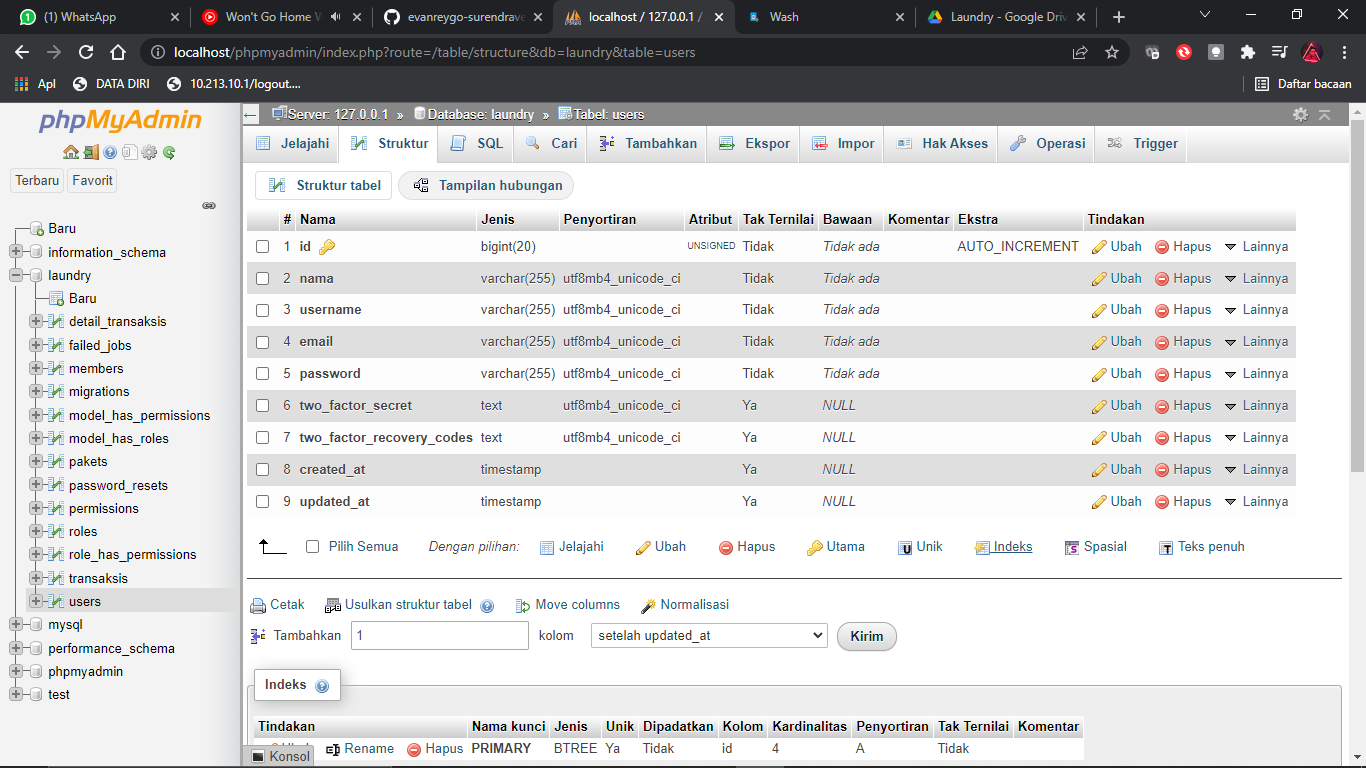 (1) WhatsApp
Won't Go Home W
evanreygo-surendrave
localhost / 127.0.0.1 /
Wash
Laundry - Google Driv
localhost/phpmyadmin/index.php?route=/table/structure&db=laundry&table=users
Apl
DATA DIRI
10.213.10.1/logout....
Daftar bacaan
phpMyAdmin
Terbaru
Favorit
Baru
information_schema
laundry
Baru
detail_transaksis
failed_jobs
members
migrations
model_has_permissions
model_has_roles
pakets
password_resets
permissions
roles
role_has_permissions
transaksis
users
mysql
performance_schema
phpmyadmin
test
Server: 127.0.0.1 » Database: laundry » Tabel: users
Jelajahi Struktur SQL Cari Tambahkan Ekspor Impor Hak Akses Operasi Trigger
Struktur tabel Tampilan hubungan
# Nama Jenis Penyortiran Atribut Tak Ternilai Bawaan Komentar Ekstra Tindakan
1 id bigint(20) UNSIGNED Tidak Tidak ada AUTO_INCREMENT Ubah Hapus Lainnya
2 nama varchar(255) utf8mb4_unicode_ci Tidak Tidak ada Ubah Hapus Lainnya
3 username varchar(255) utf8mb4_unicode_ci Tidak Tidak ada Ubah Hapus Lainnya
4 email varchar(255) utf8mb4_unicode_ci Tidak Tidak ada Ubah Hapus Lainnya
5 password varchar(255) utf8mb4_unicode_ci Tidak Tidak ada Ubah Hapus Lainnya
6 two_factor_secret text utf8mb4_unicode_ci Ya NULL Ubah Hapus Lainnya
7 two_factor_recovery_codes text utf8mb4_unicode_ci Ya NULL Ubah Hapus Lainnya
8 created_at timestamp Ya NULL Ubah Hapus Lainnya
9 updated_at timestamp Ya NULL Ubah Hapus Lainnya
Pilih Semua Dengan pilihan: Jelajahi Ubah Hapus Utama Unik Indeks Spasial Teks penuh
Cetak Usulkan struktur tabel Move columns Normalisasi
Tambahkan 1 kolom setelah updated_at Kirim
Indeks
Tindakan Nama kunci Jenis Unik Dipadatkan Kolom Kardinalitas Penyortiran Tak Ternilai Komentar
Rename Hapus PRIMARY BTREE Ya Tidak id 4 A Tidak
Konsol